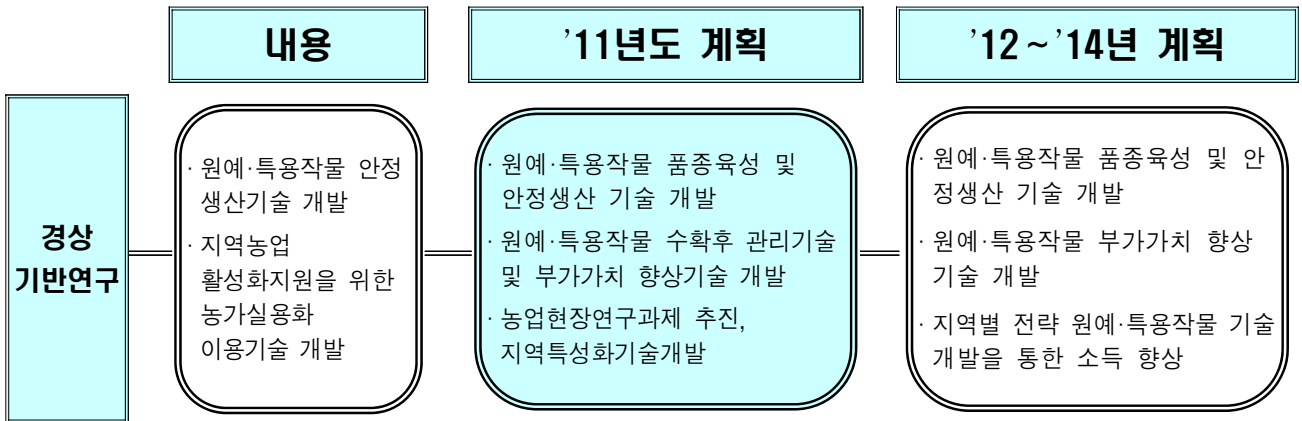 내용
'11년도 계획
'12~'14년 계획
경상
기반연구
· 원예·특용작물 안정
생산기술 개발
· 지역농업
활성화지원을 위한
농가실용화
이용기술 개발
· 원예·특용작물 품종육성 및
안정생산 기술 개발
· 원예·특용작물 수확후 관리기술
및 부가가치 향상기술 개발
· 농업현장연구과제 추진,
지역특성화기술개발
· 원예·특용작물 품종육성 및 안
정생산 기술 개발
· 원예·특용작물 부가가치 향상
기술 개발
· 지역별 전략 원예·특용작물 기술
개발을 통한 소득 향상